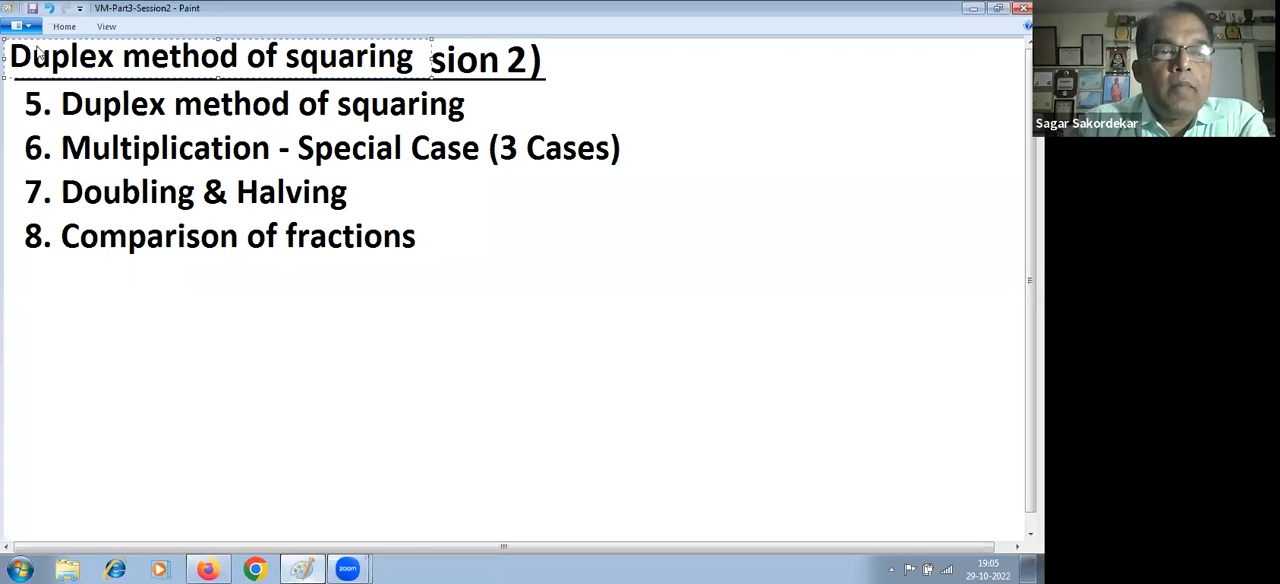 VM-Part3-Session2 - Paint
Home View
Duplex method of squaring sion 2)
5. Duplex method of squaring
6. Multiplication - Special Case (3 Cases)
7. Doubling & Halving
8. Comparison of fractions
Sagar Sakordekar
zoom
19:05
29-10-2022